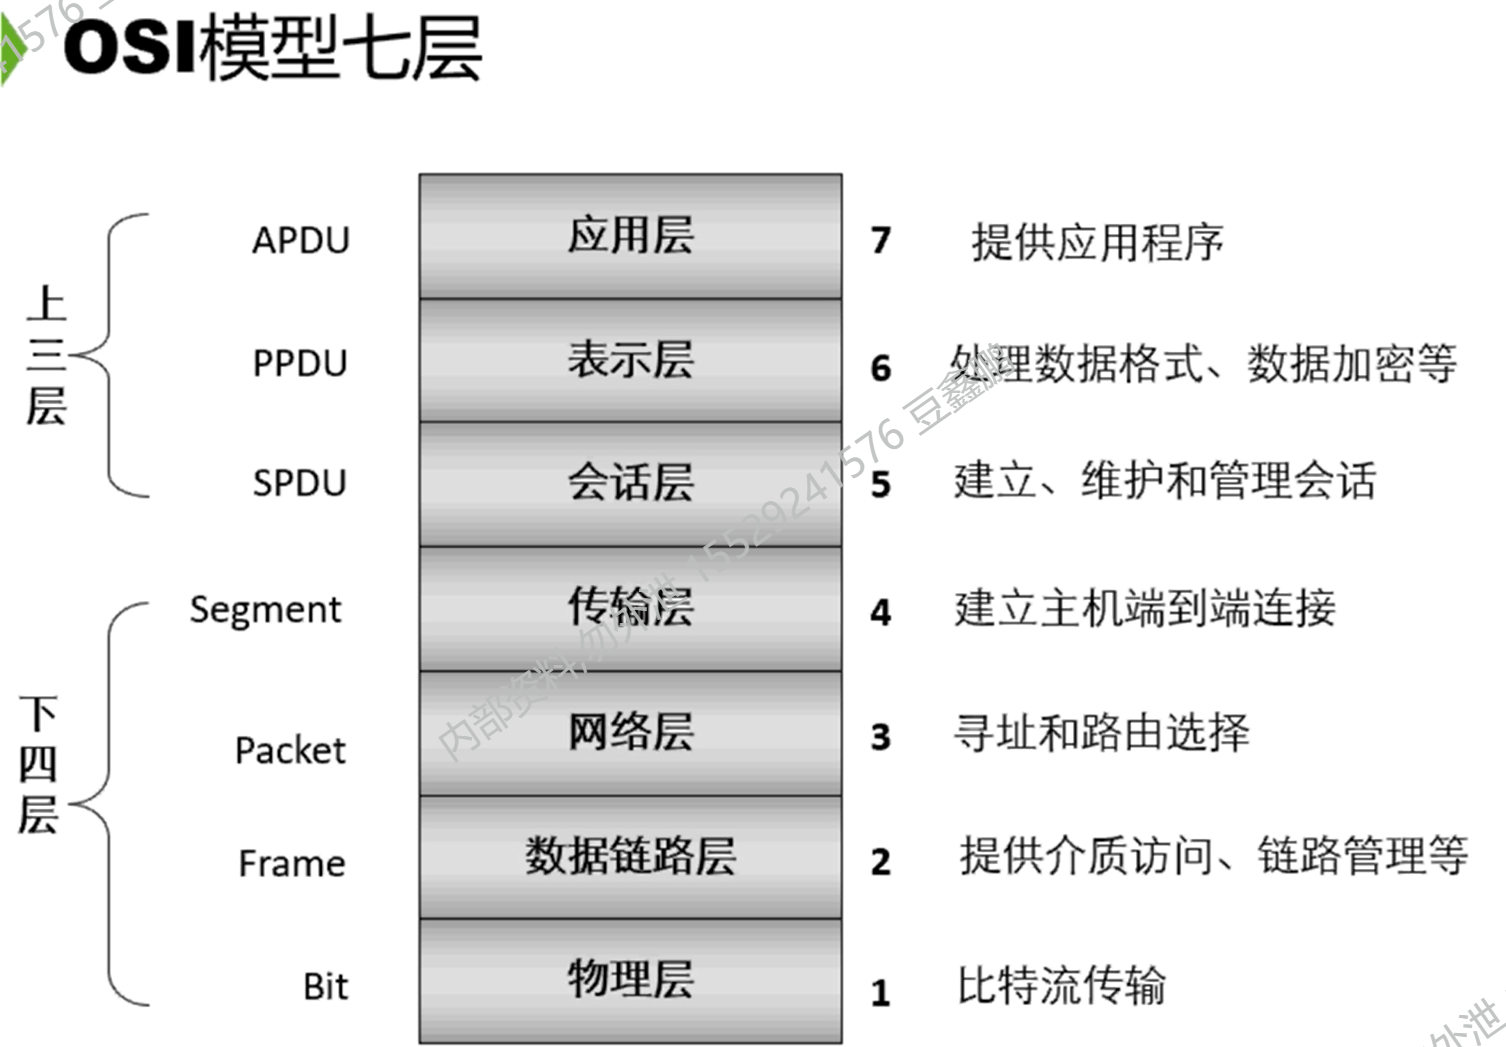 OSI模型七层
上三层
APDU 应用层 7 提供应用程序
PPDU 表示层 6 处理数据格式、数据加密等
SPDU 会话层 5 建立、维护和管理会话
下四层
Segment 传输层 4 建立主机端到端连接
Packet 网络层 3 寻址和路由选择
Frame 数据链路层 2 提供介质访问、链路管理等
Bit 物理层 1 比特流传输
内部资料,勿外泄 15529241576 豆鑫鹏
41576
外泄